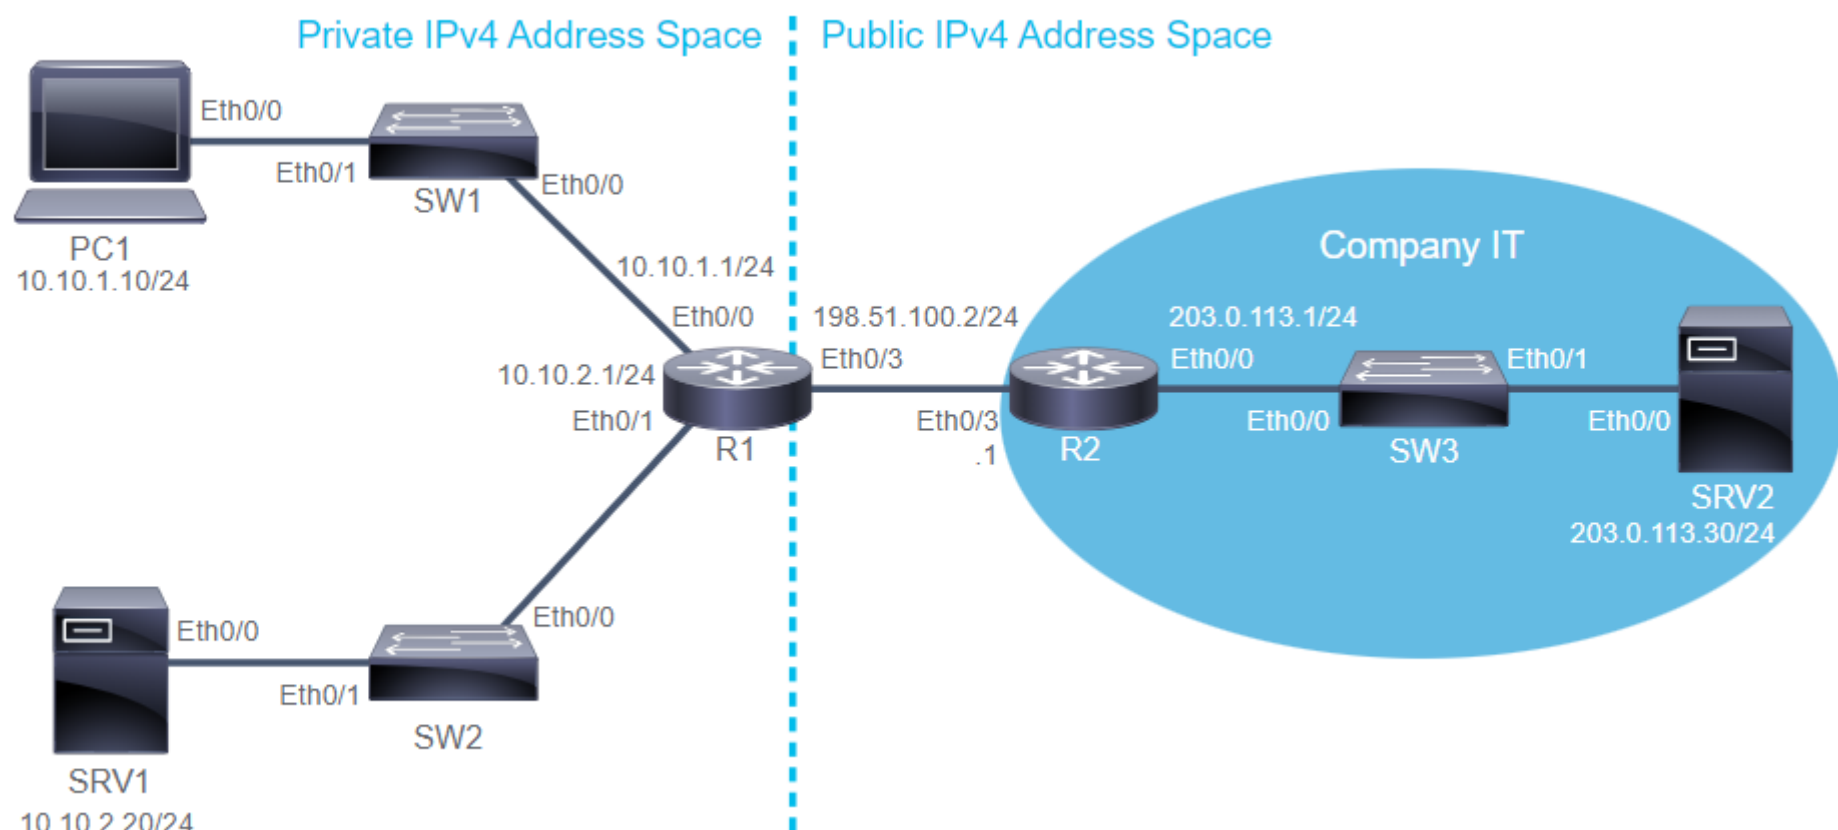 Private IPv4 Address Space
Public IPv4 Address Space
Eth0/0
Eth0/1
SW1
Eth0/0
PC1
10.10.1.10/24
10.10.1.1/24
Eth0/0
10.10.2.1/24
Eth0/1
R1
198.51.100.2/24
Eth0/3
Eth0/3
.1
R2
Company IT
203.0.113.1/24
Eth0/0
Eth0/0
SW3
Eth0/1
Eth0/0
SRV2
203.0.113.30/24
Eth0/0
Eth0/1
Eth0/0
SW2
SRV1
10.10.2.20/24